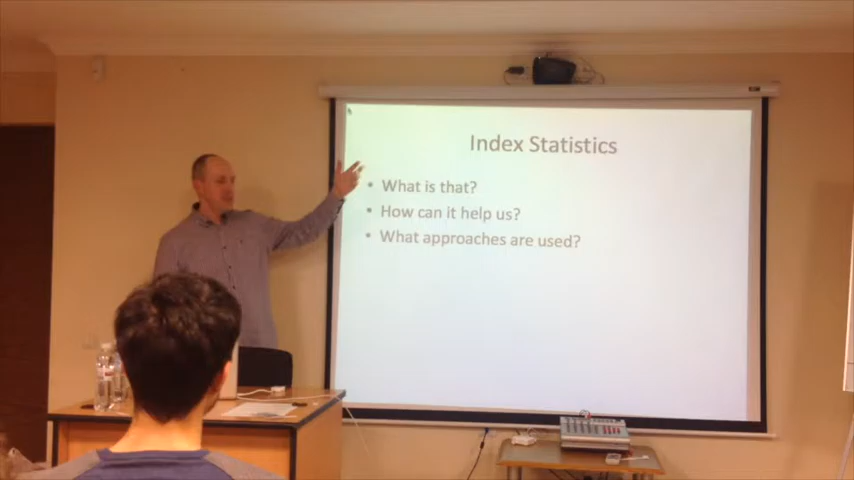 Index Statistics
• What is that?
• How can it help us?
• What approaches are used?